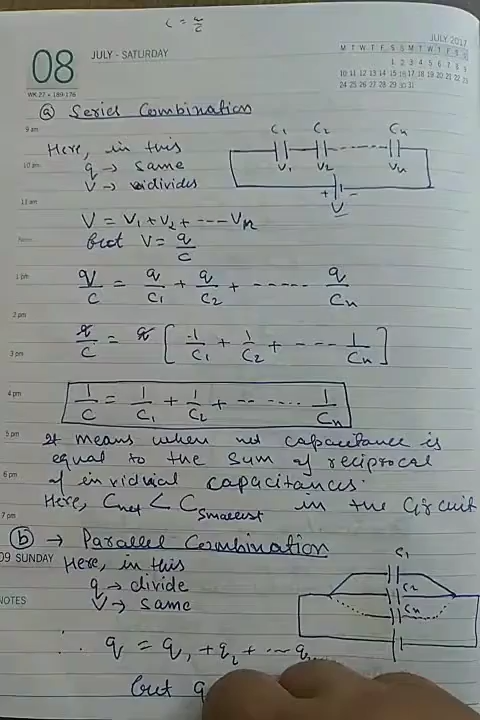 C = q/v
08
JULY - SATURDAY
JULY 2017
M T W T F S S M T W T F S S
1 2 3 4 5 6 7 8 9
10 11 12 13 14 15 16 17 18 19 20 21 22 23
24 25 26 27 28 29 30 31
WK 27 • 189-176
ⓐ Series Combination
9 am
Here, in this
C₁ C₂ ------- Cn
10 am
q → same
V₁ V₂ Vn
V → divides
+ -
V
11 am
V = V₁ + V₂ + ---- Vn
but V = q/C
1 pm
q/C = q/C₁ + q/C₂ + ----- q/Cn
2 pm
q/C = q [ 1/C₁ + 1/C₂ + --- 1/Cn ]
3 pm
4 pm
1/C = 1/C₁ + 1/C₂ + ------- 1/Cn
5 pm
It means when net capacitance is
equal to the sum of reciprocal
6 pm
of invidvial capacitances.
Here, Cnet < Csmallest in the Circuit
7 pm
ⓑ → Parallel Combination
09 SUNDAY
Here, in this
C₁
q → divide
C₂
NOTES
V → same
Cn
∴ q = q₁ + q₂ + ---- q
but q